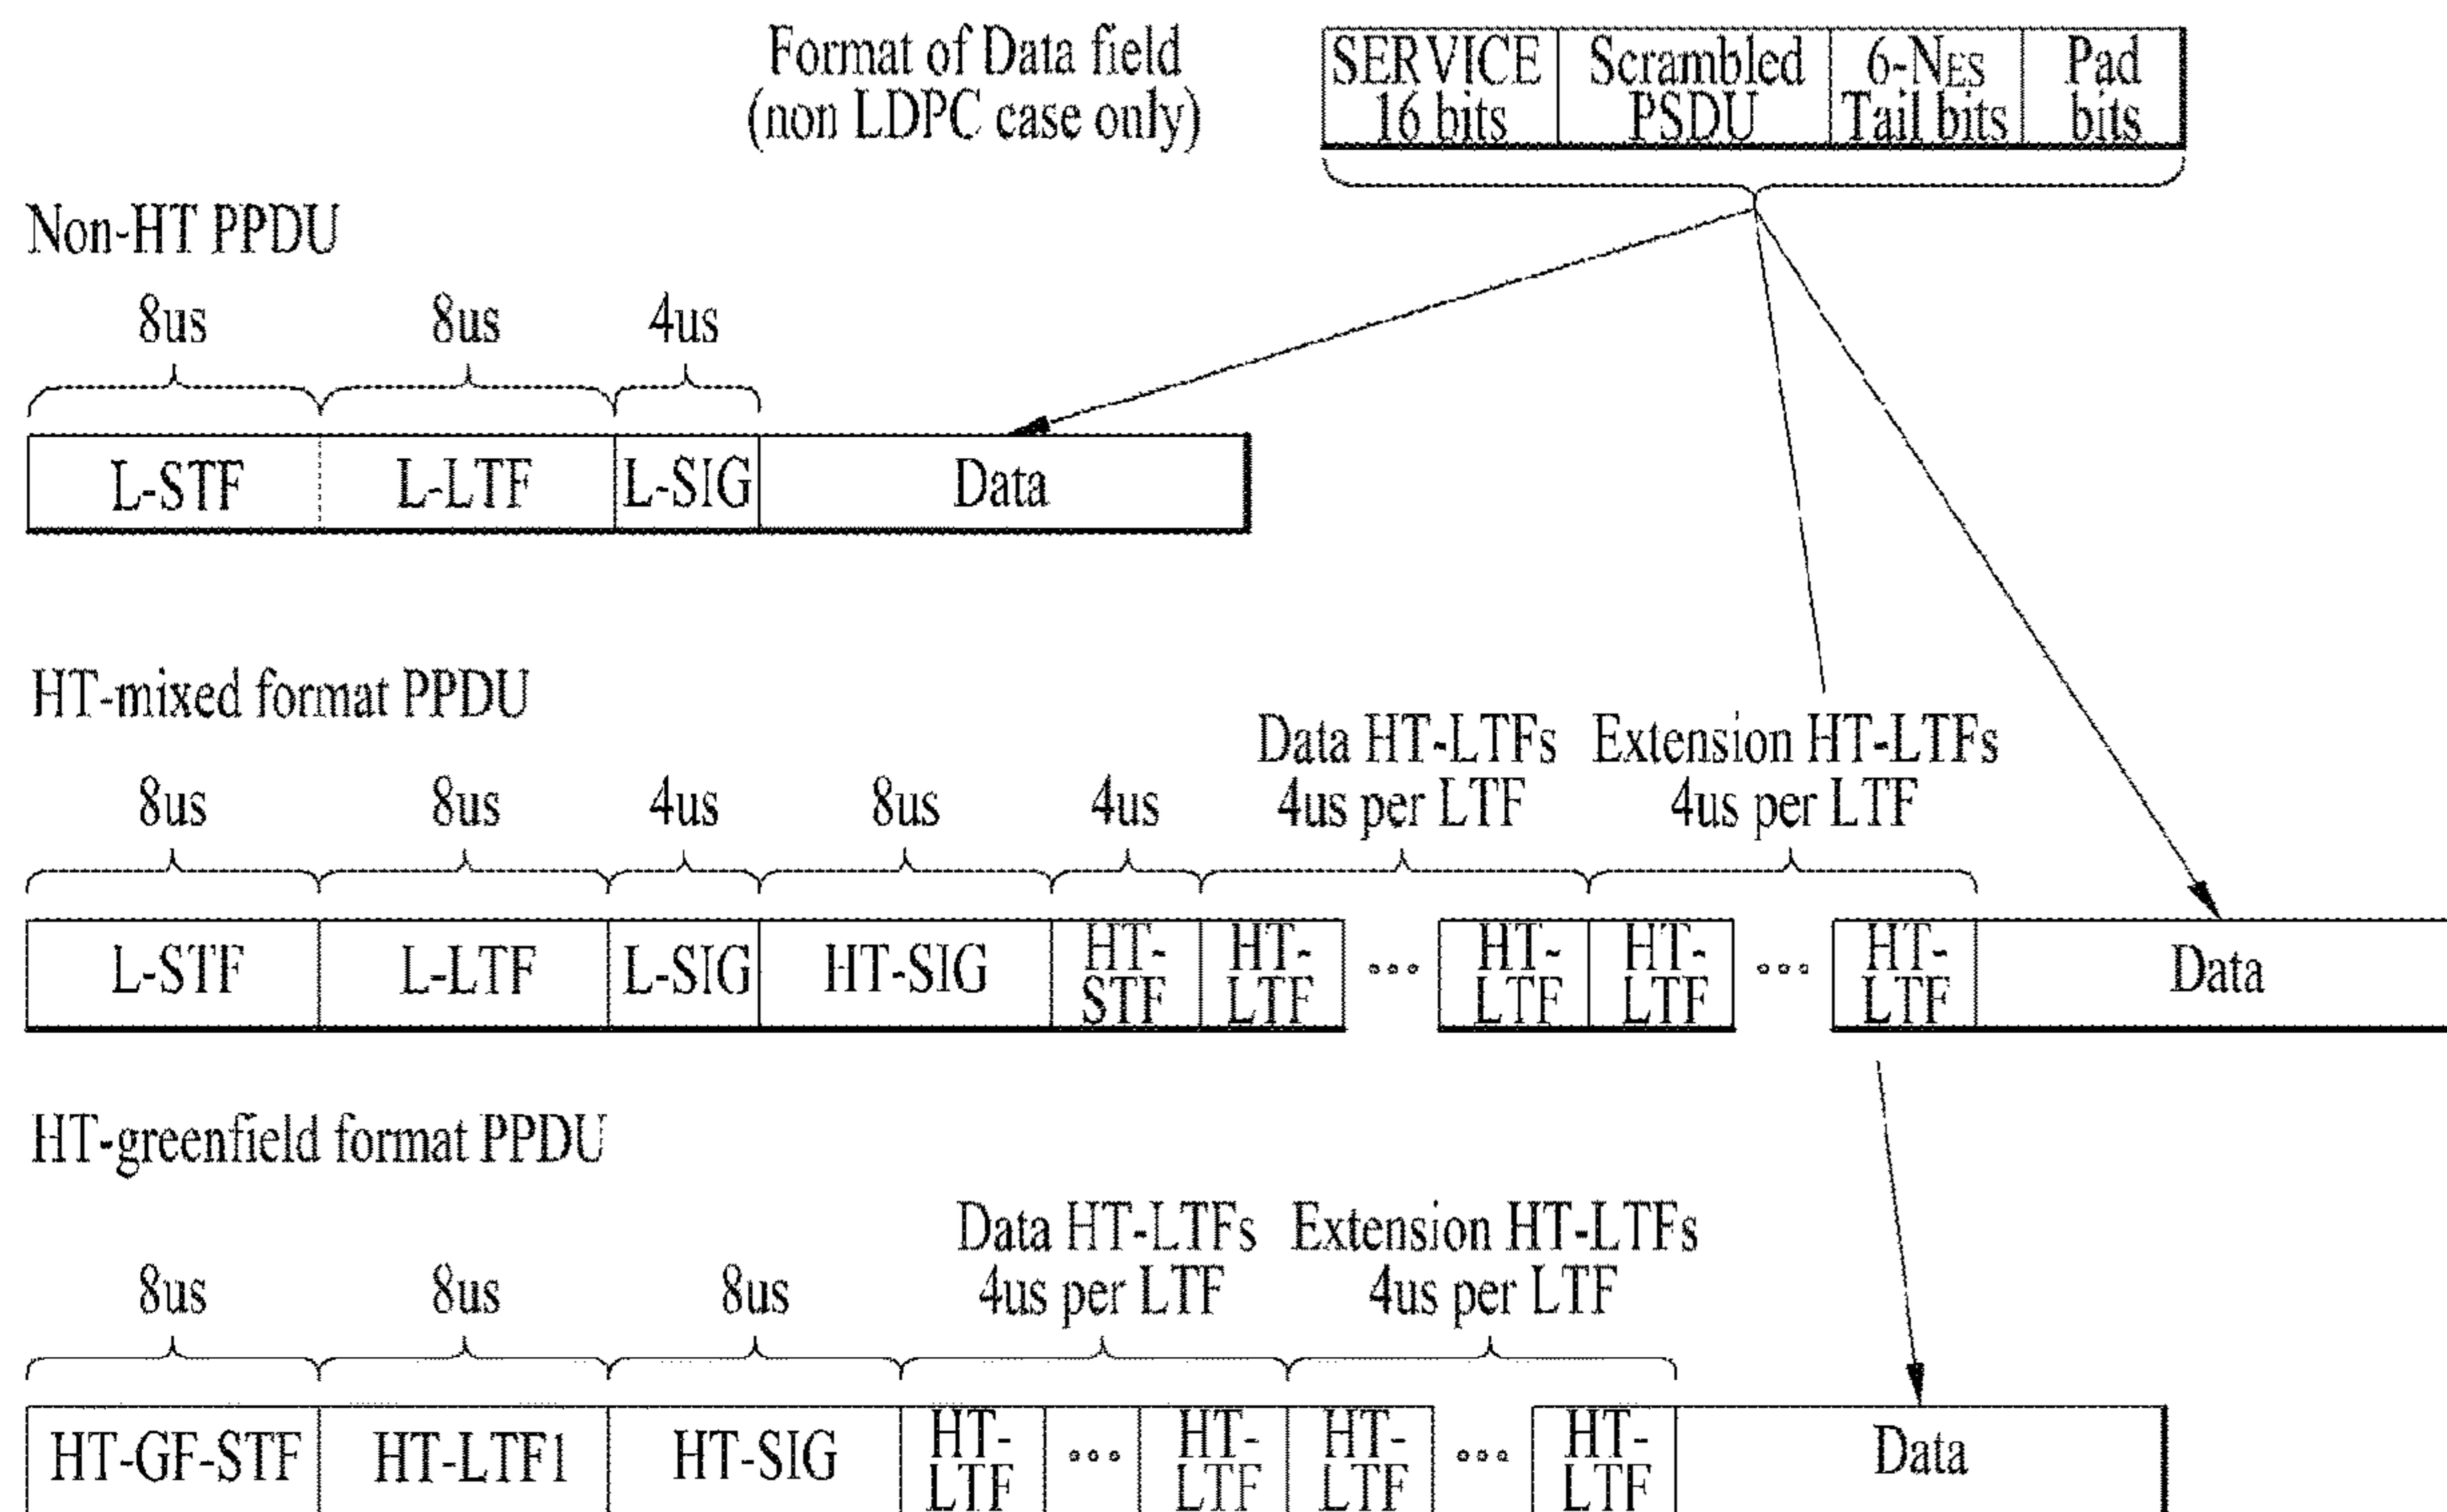 Format of Data field
(non LDPC case only)
SERVICE
16 bits
Scrambled
PSDU
6-NES
Tail bits
Pad
bits
Non-HT PPDU
8us 8us 4us
L-STF L-LTF L-SIG Data
HT-mixed format PPDU
Data HT-LTFs
4us per LTF
Extension HT-LTFs
4us per LTF
8us 8us 4us 8us 4us
L-STF L-LTF L-SIG HT-SIG
HT-
STF
HT-
LTF
...
HT-
LTF
HT-
LTF
...
HT-
LTF
Data
HT-greenfield format PPDU
Data HT-LTFs
4us per LTF
Extension HT-LTFs
4us per LTF
8us 8us 8us
HT-GF-STF HT-LTF1 HT-SIG
HT-
LTF
...
HT-
LTF
HT-
LTF
...
HT-
LTF
Data